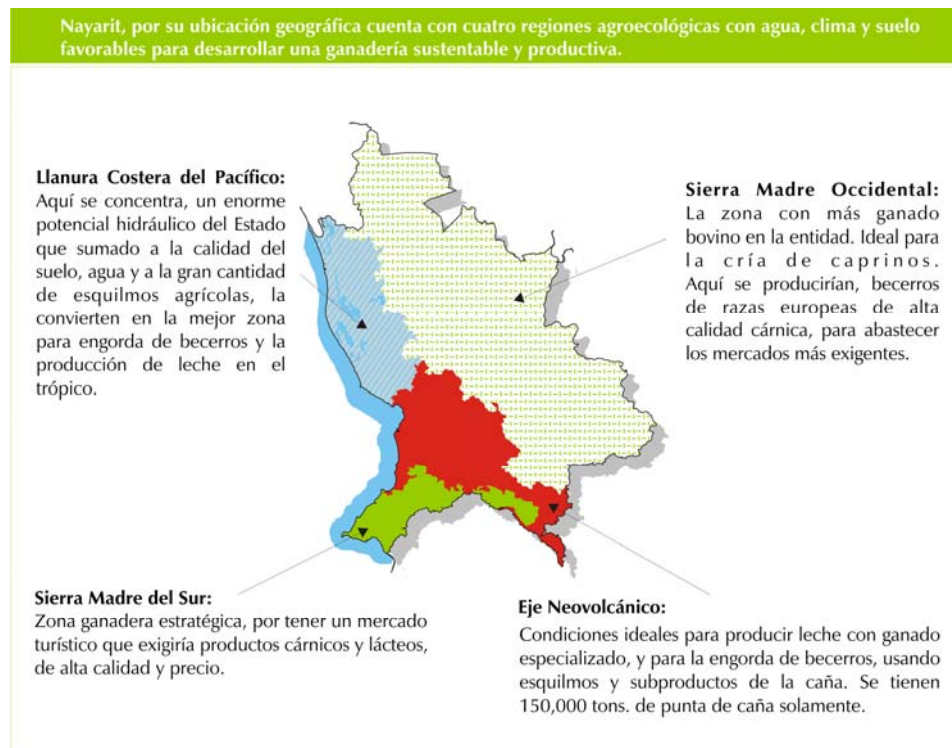 Nayarit, por su ubicación geográfica cuenta con cuatro regiones agroecológicas con agua, clima y suelo
favorables para desarrollar una ganadería sustentable y productiva.
Llanura Costera del Pacífico:
Aquí se concentra, un enorme
potencial hidráulico del Estado
que sumado a la calidad del
suelo, agua y a la gran cantidad
de esquilmos agrícolas, la
convierten en la mejor zona
para engorda de becerros y la
producción de leche en el
trópico.
Sierra Madre Occidental:
La zona con más ganado
bovino en la entidad. Ideal para
la cría de caprinos.
Aquí se producirían, becerros
de razas europeas de alta
calidad cárnica, para abastecer
los mercados más exigentes.
Sierra Madre del Sur:
Zona ganadera estratégica, por tener un mercado
turístico que exigiría productos cárnicos y lácteos,
de alta calidad y precio.
Eje Neovolcánico:
Condiciones ideales para producir leche con ganado
especializado, y para la engorda de becerros, usando
esquilmos y subproductos de la caña. Se tienen
150,000 tons. de punta de caña solamente.